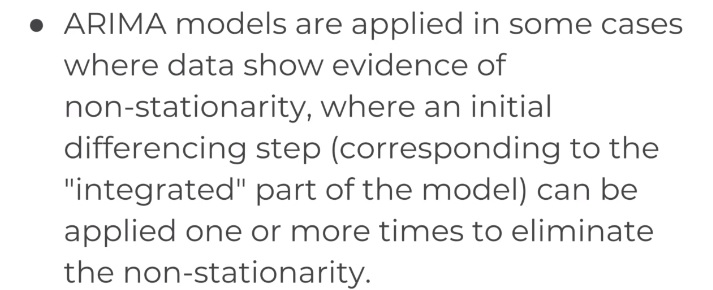 ● ARIMA models are applied in some cases
where data show evidence of
non-stationarity, where an initial
differencing step (corresponding to the
"integrated" part of the model) can be
applied one or more times to eliminate
the non-stationarity.